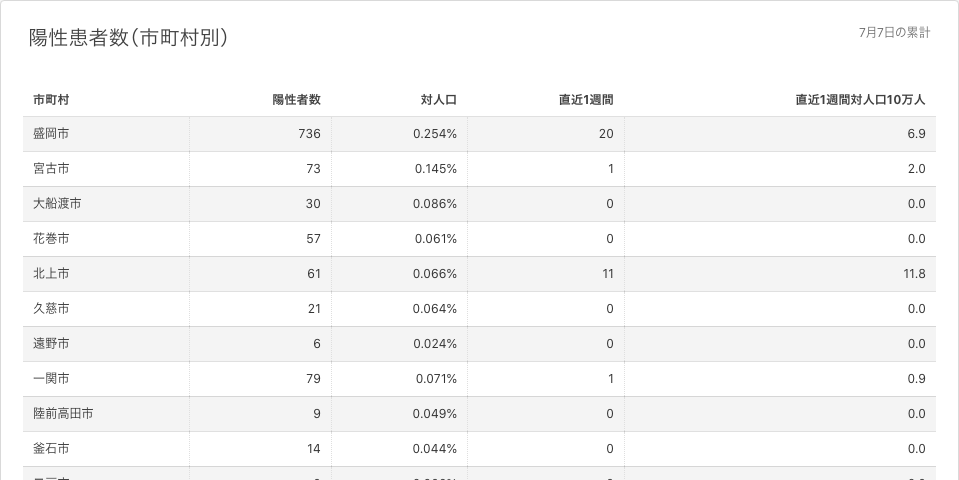 陽性患者数(市町村別)
7月7日の累計
市町村 陽性者数 対人口 直近1週間 直近1週間対人口10万人
盛岡市 736 0.254% 20 6.9
宮古市 73 0.145% 1 2.0
大船渡市 30 0.086% 0 0.0
花巻市 57 0.061% 0 0.0
北上市 61 0.066% 11 11.8
久慈市 21 0.064% 0 0.0
遠野市 6 0.024% 0 0.0
一関市 79 0.071% 1 0.9
陸前高田市 9 0.049% 0 0.0
釜石市 14 0.044% 0 0.0